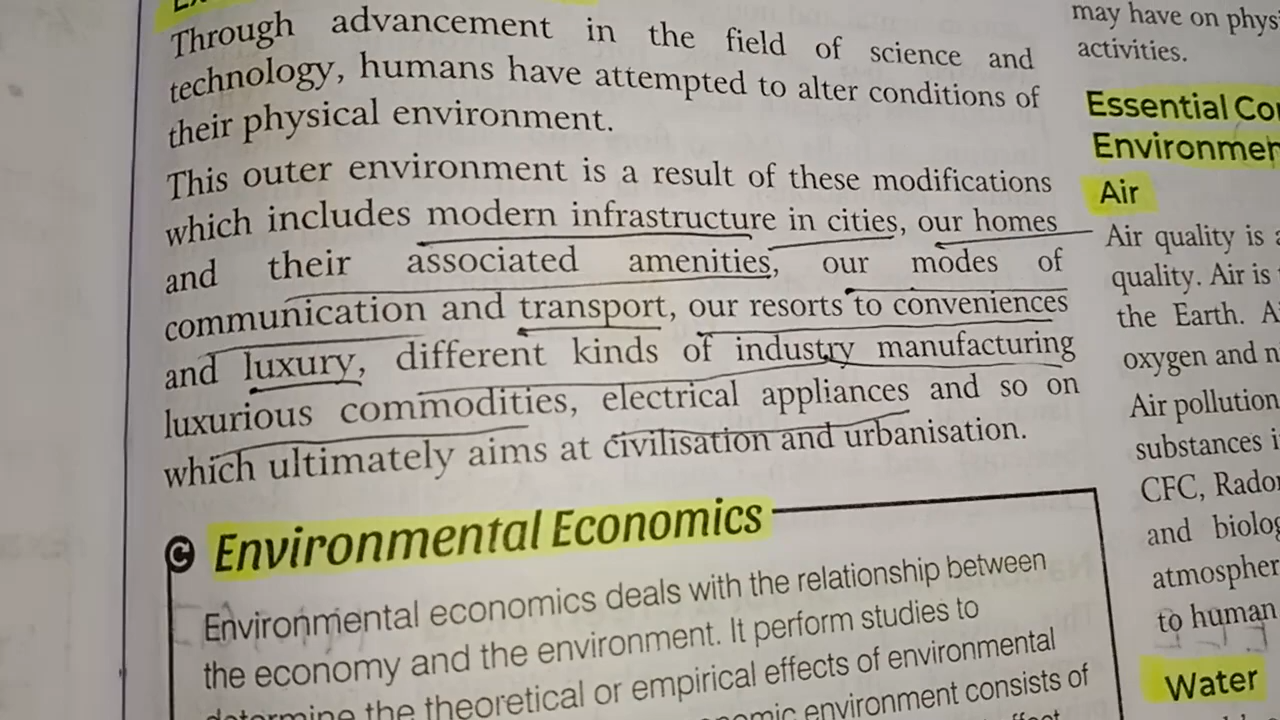 Through advancement in the field of science and
technology, humans have attempted to alter conditions of
their physical environment.
This outer environment is a result of these modifications
which includes modern infrastructure in cities, our homes
and their associated amenities, our modes of
communication and transport, our resorts to conveniences
and luxury, different kinds of industry manufacturing
luxurious commodities, electrical appliances and so on
which ultimately aims at civilisation and urbanisation.
Environmental Economics
Environmental economics deals with the relationship between
the economy and the environment. It perform studies to
determine the theoretical or empirical effects of environmental
environment consists of
may have on
activities.
Essential
Air
Air quality is
quality. Air is
the Earth.
oxygen and
Air pollution
substances
CFC,
and
to human
Water